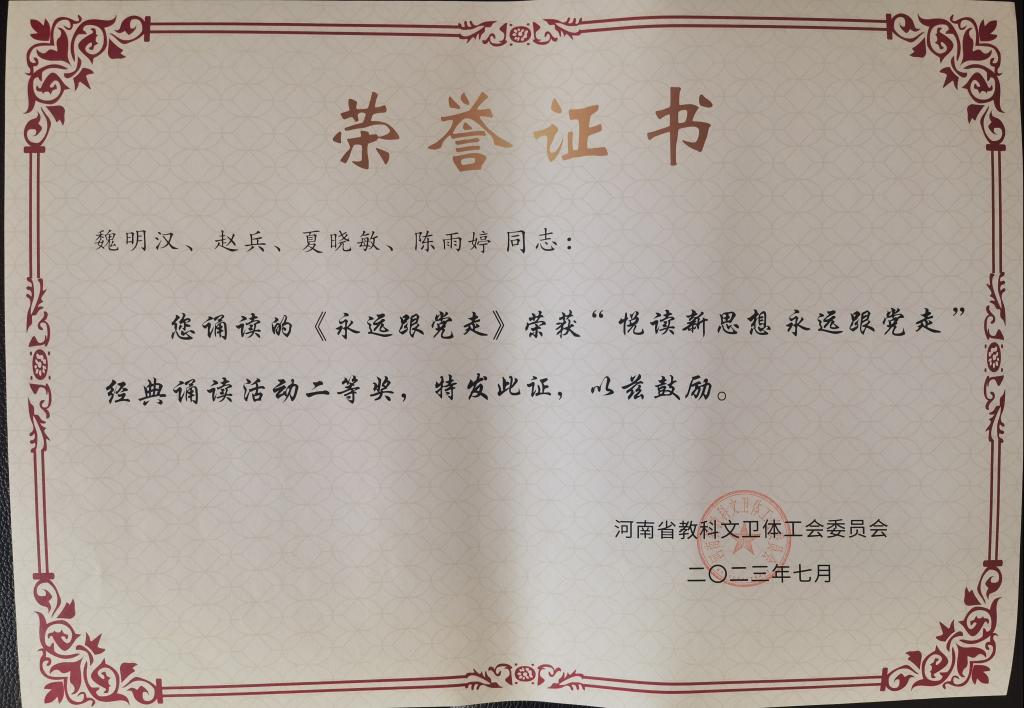 荣誉证书
魏明汉、赵兵、夏晓敏、陈雨婷 同志：
您诵读的《永远跟党走》荣获“悦读新思想 永远跟党走”
经典诵读活动二等奖，特发此证，以兹鼓励。
河南省教科文卫体工会委员会
二〇二三年七月